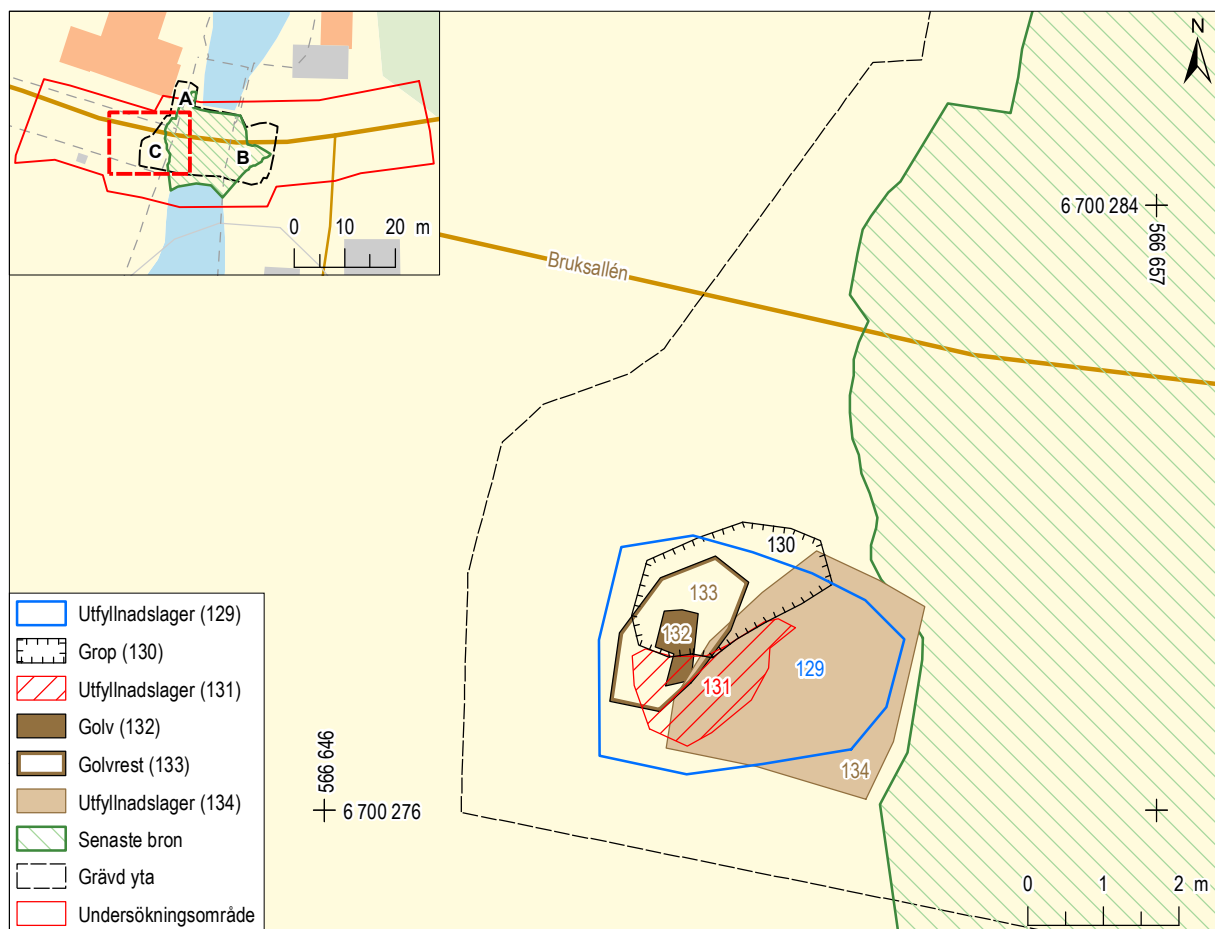 A
C
B
0 10 20 m
N
6 700 284
566 657
Bruksallén
130
133
132
131
129
134
566 646
6 700 276
Utfyllnadslager (129)
Grop (130)
Utfyllnadslager (131)
Golv (132)
Golvrest (133)
Utfyllnadslager (134)
Senaste bron
Grävd yta
Undersökningsområde
0 1 2 m